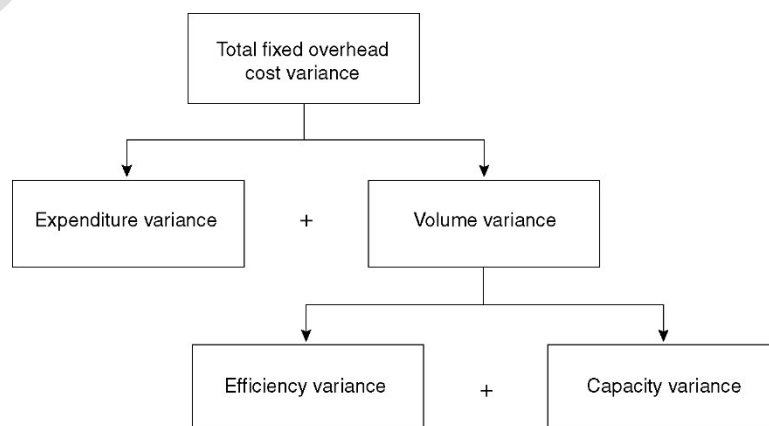 Total fixed overhead
cost variance
Expenditure variance + Volume variance
Efficiency variance + Capacity variance